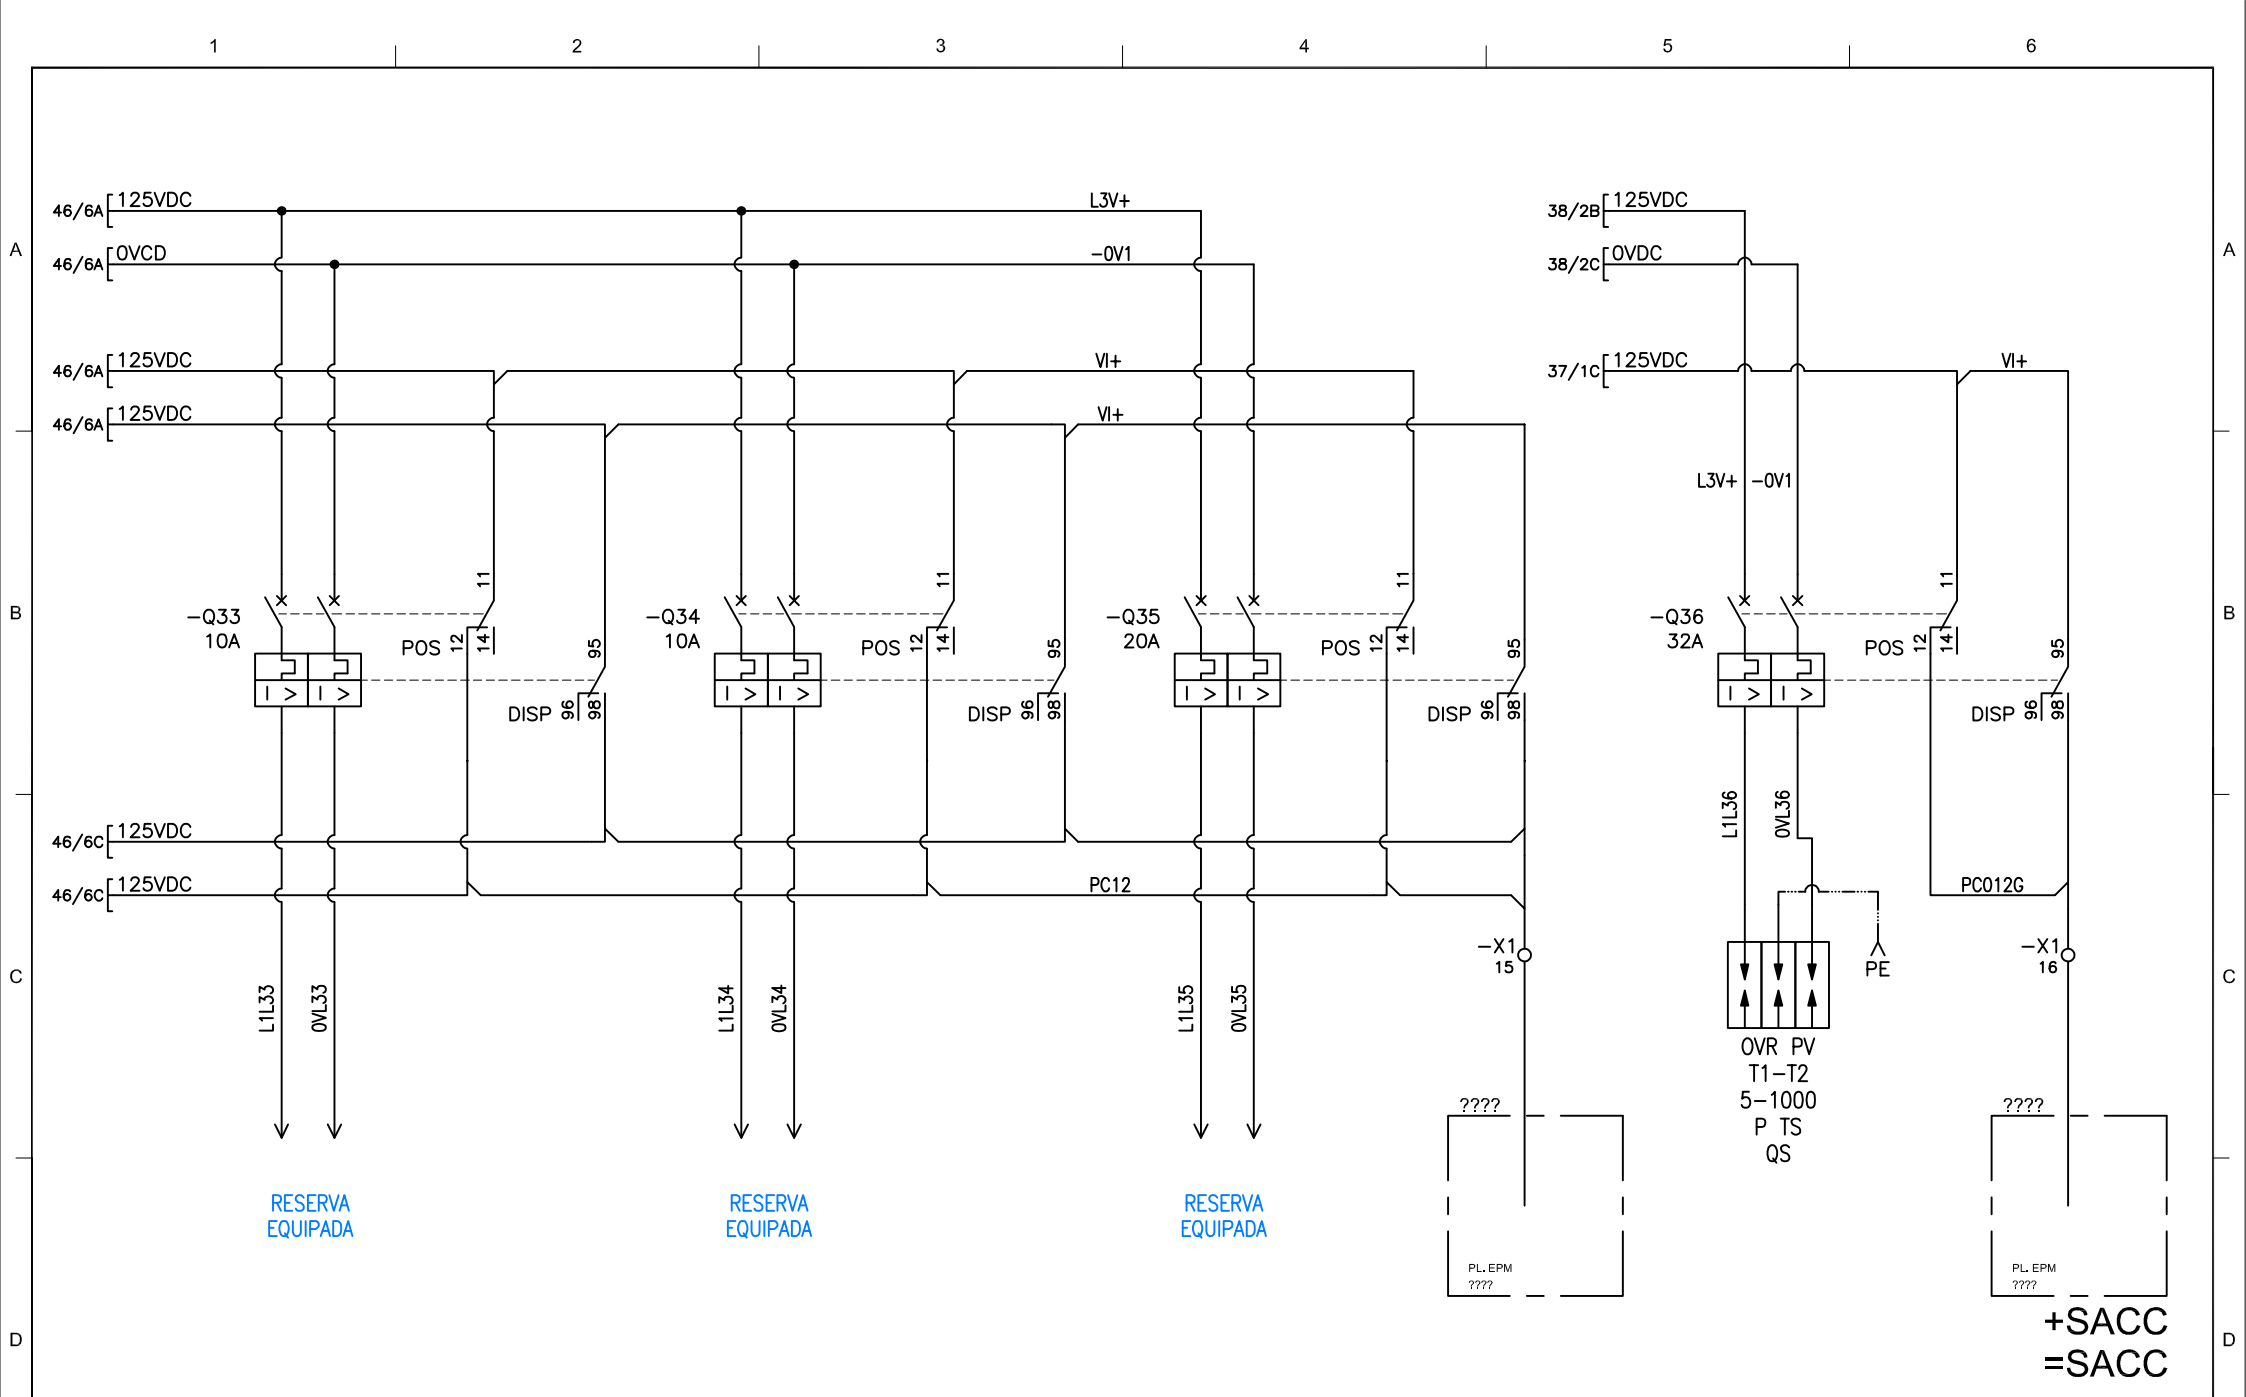 1 2 3 4 5 6
46/6A 125VDC L3V+ 38/2B 125VDC
A 46/6A 0VCD -0V1 38/2C 0VDC A
46/6A 125VDC VI+ 37/1C 125VDC VI+
46/6A 125VDC VI+
L3V+ -0V1
11 11 11 11
B -Q33 -Q34 -Q35 -Q36 B
10A 10A 20A 32A
POS 12 14 95 POS 12 14 95 POS 12 14 95 POS 12 14 95
I > I > I > I > I > I > I > I >
DISP 96 98 DISP 96 98 DISP 96 98 DISP 96 98
L1L36 0VL36
46/6C 125VDC
46/6C 125VDC PC12 PC012G
-X1 -X1
15 PE 16
C C
L1L33 0VL33 L1L34 0VL34 L1L35 0VL35
OVR PV
T1-T2
5-1000
P TS
QS
???? ????
RESERVA RESERVA RESERVA
EQUIPADA EQUIPADA EQUIPADA
PL. EPM PL. EPM
???? ????
+SACC
D D
=SACC